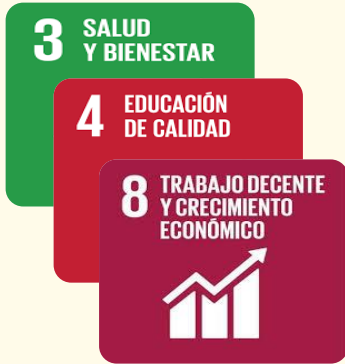 3 SALUD
Y BIENESTAR
4 EDUCACIÓN
DE CALIDAD
8 TRABAJO DECENTE
Y CRECIMIENTO
ECONÓMICO